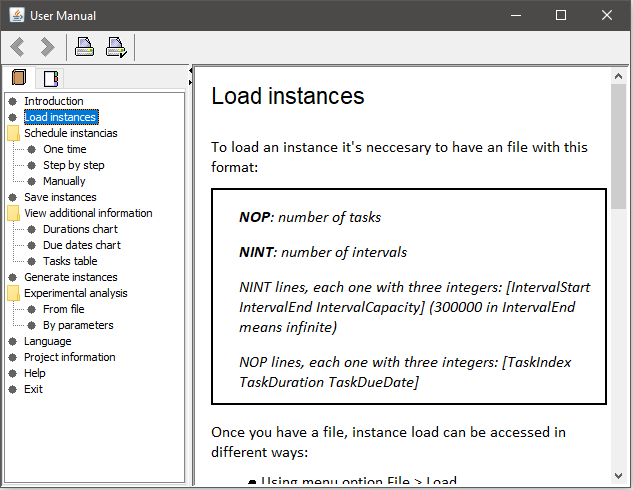 User Manual
Introduction
Load instances
Schedule instancias
One time
Step by step
Manually
Save instances
View additional information
Durations chart
Due dates chart
Tasks table
Generate instances
Experimental analysis
From file
By parameters
Language
Project information
Help
Exit
Load instances
To load an instance it's neccesary to have an file with this
format:
NOP: number of tasks
NINT: number of intervals
NINT lines, each one with three integers: [IntervalStart
IntervalEnd IntervalCapacity] (300000 in IntervalEnd
means infinite)
NOP lines, each one with three integers: [TaskIndex
TaskDuration TaskDueDate]
Once you have a file, instance load can be accessed in
different ways:
● Using menu option File > Load